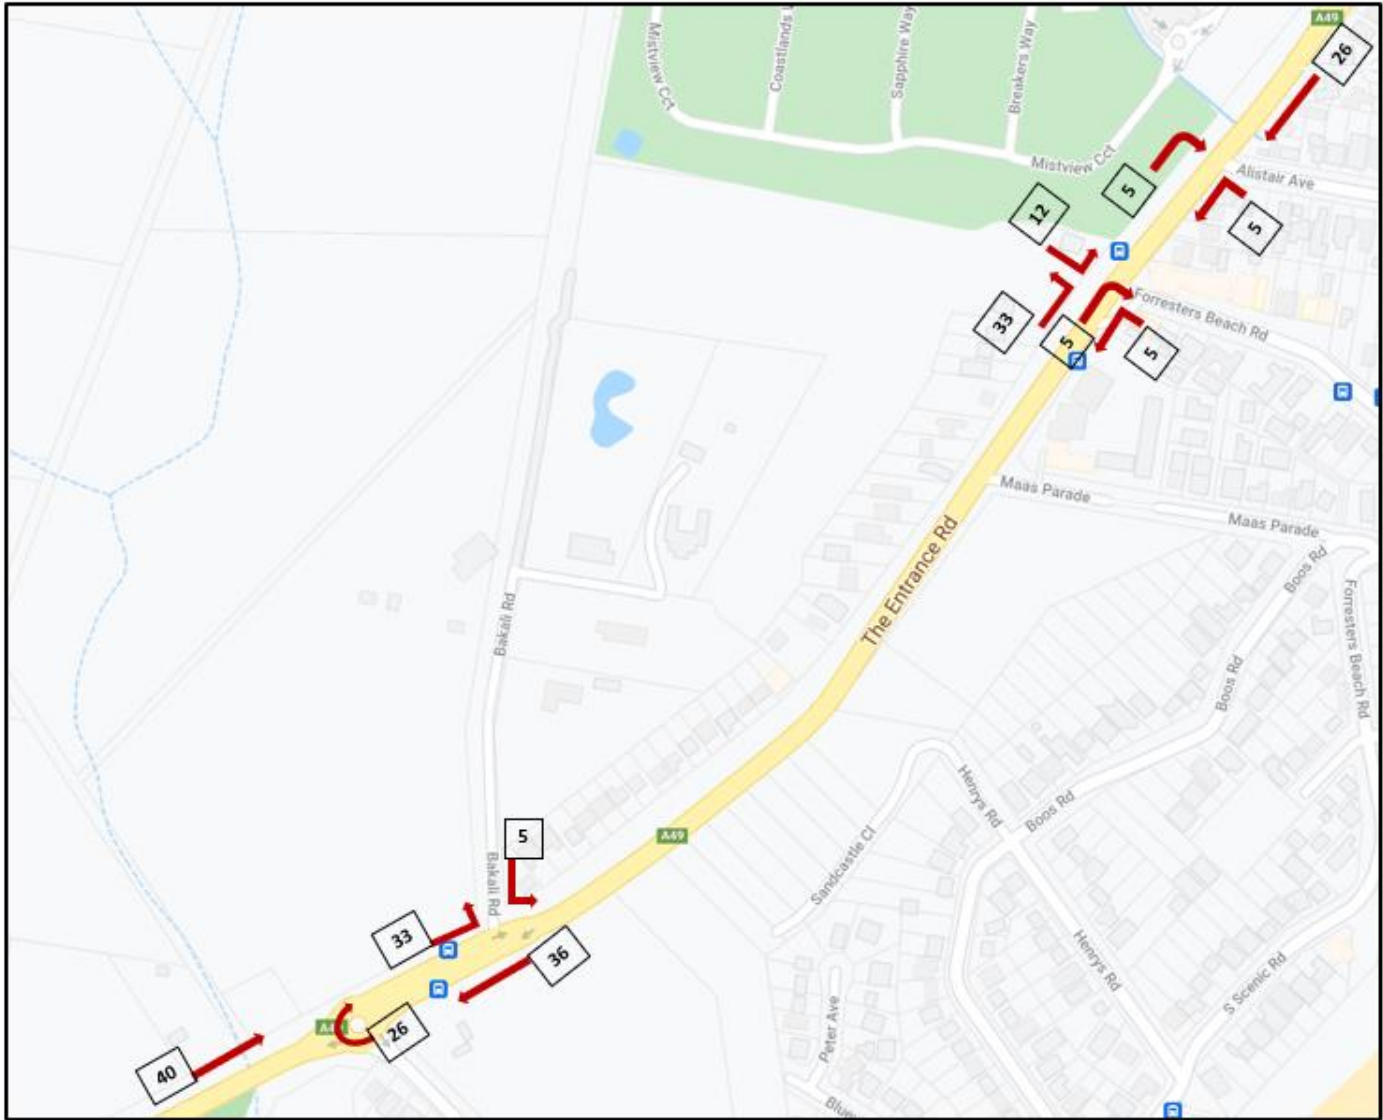 A49
26
Mistview Cct
Coastlands
Sapphire Way
Breakers Way
Mistview Cct
5
Alistair Ave
12
5
33
5
Forresters Beach Rd
5
Maas Parade
Maas Parade
The Entrance Rd
Boos Rd
Forresters Beach Rd
Bakali Rd
Boos Rd
Henrys Rd
Boos Rd
A49
5
Sandcastle Cl
Bakali Rd
33
36
Henrys Rd
S Scenic Rd
26
Peter Ave
40